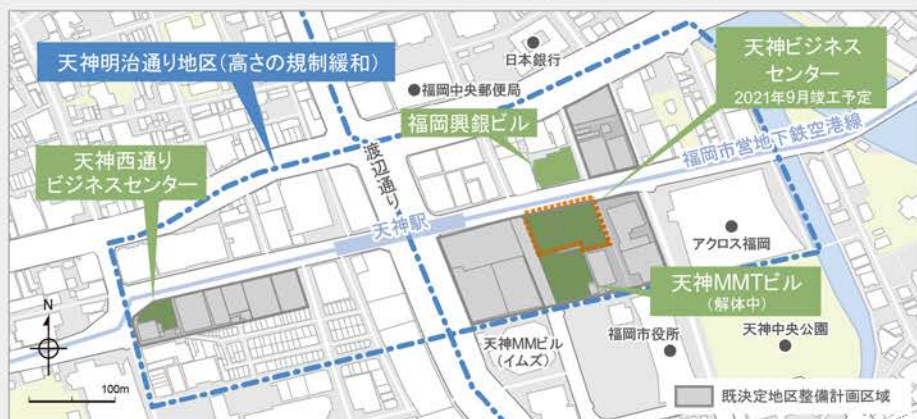 天神明治通り地区(高さの規制緩和)
日本銀行
天神ビジネス
センター
2021年9月竣工予定
福岡中央郵便局
福岡興銀ビル
福岡市営地下鉄空港線
天神西通り
ビジネスセンター
渡辺通り
天神駅
アクロス福岡
天神MMTビル
(解体中)
N
福岡市役所
天神中央公園
天神MMビル
(イムズ)
100m
既決定地区整備計画区域